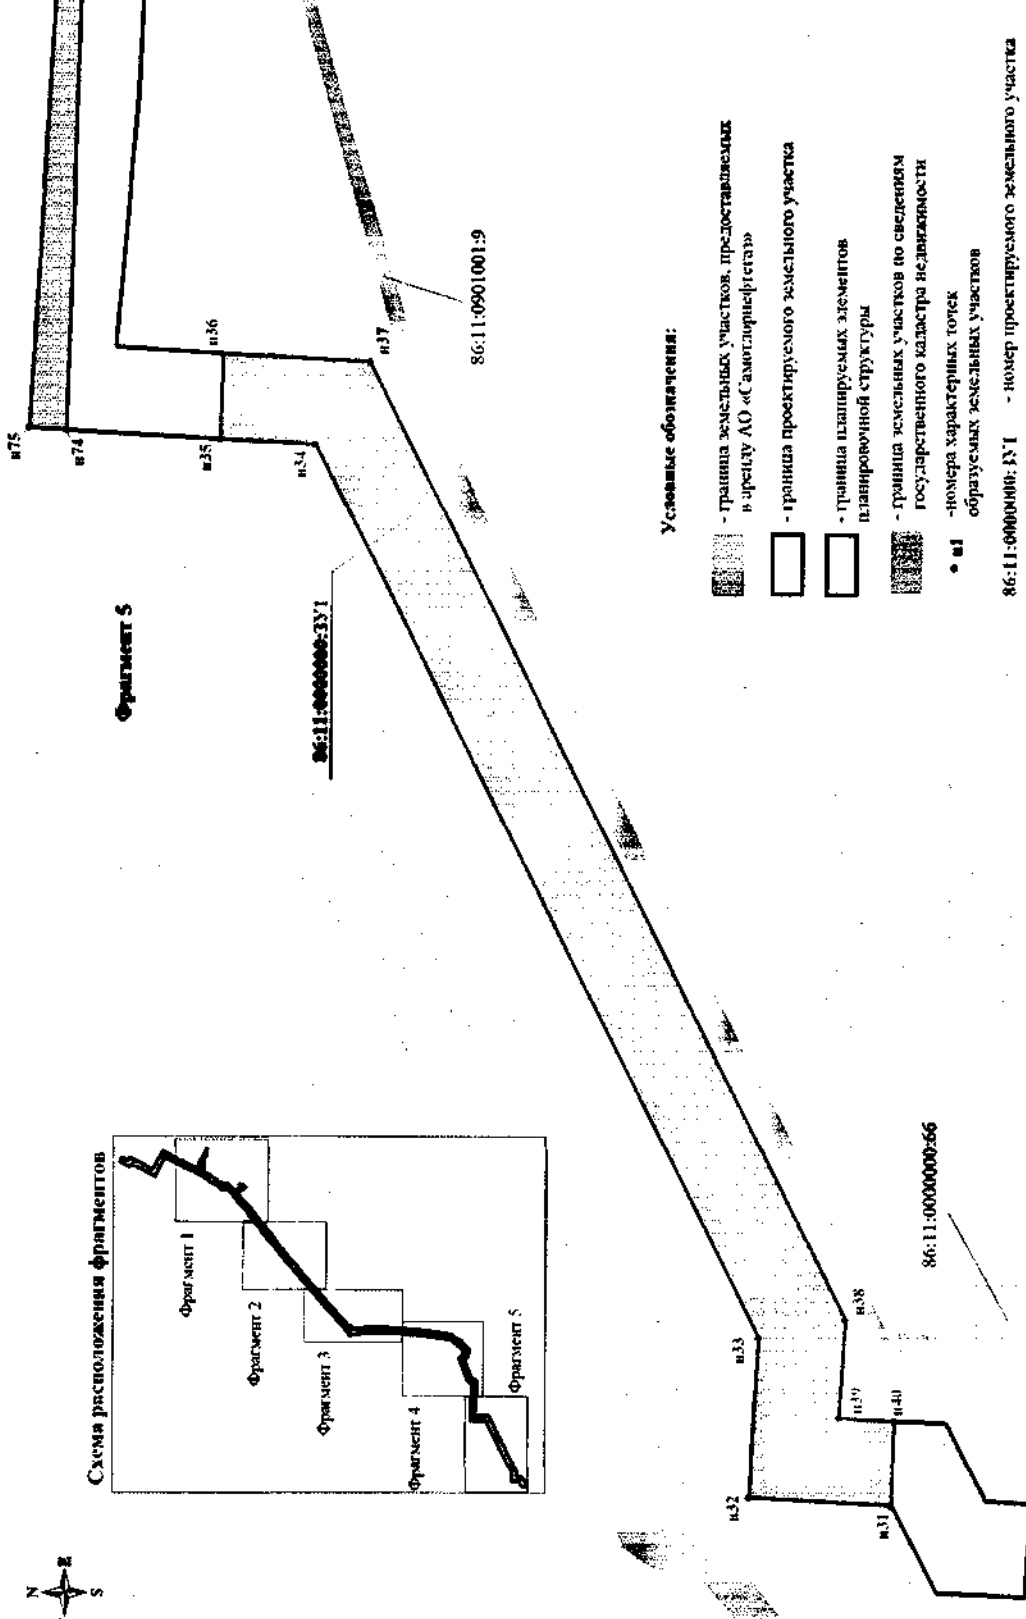 N
E
S
Схема расположения фрагментов
Фрагмент 1
Фрагмент 2
Фрагмент 3
Фрагмент 4
Фрагмент 5
Фрагмент 5
н75
н74
н35
н36
н34
н37
86:11:0901001:9
86:11:0000000:ЗУ1
н33
н32
н38
н39
н40
н31
86:11:0000000:66
Условные обозначения:
- граница земельных участков, предоставляемых
в аренду АО «Самотлорнефтегаз»
- граница проектируемого земельного участка
- граница планируемых элементов
планировочной структуры
- граница земельных участков по сведениям
государственного кадастра недвижимости
• н1 -номера характерных точек
образуемых земельных участков
86:11:0000000:ЗУ1 - номер проектируемого земельного участка